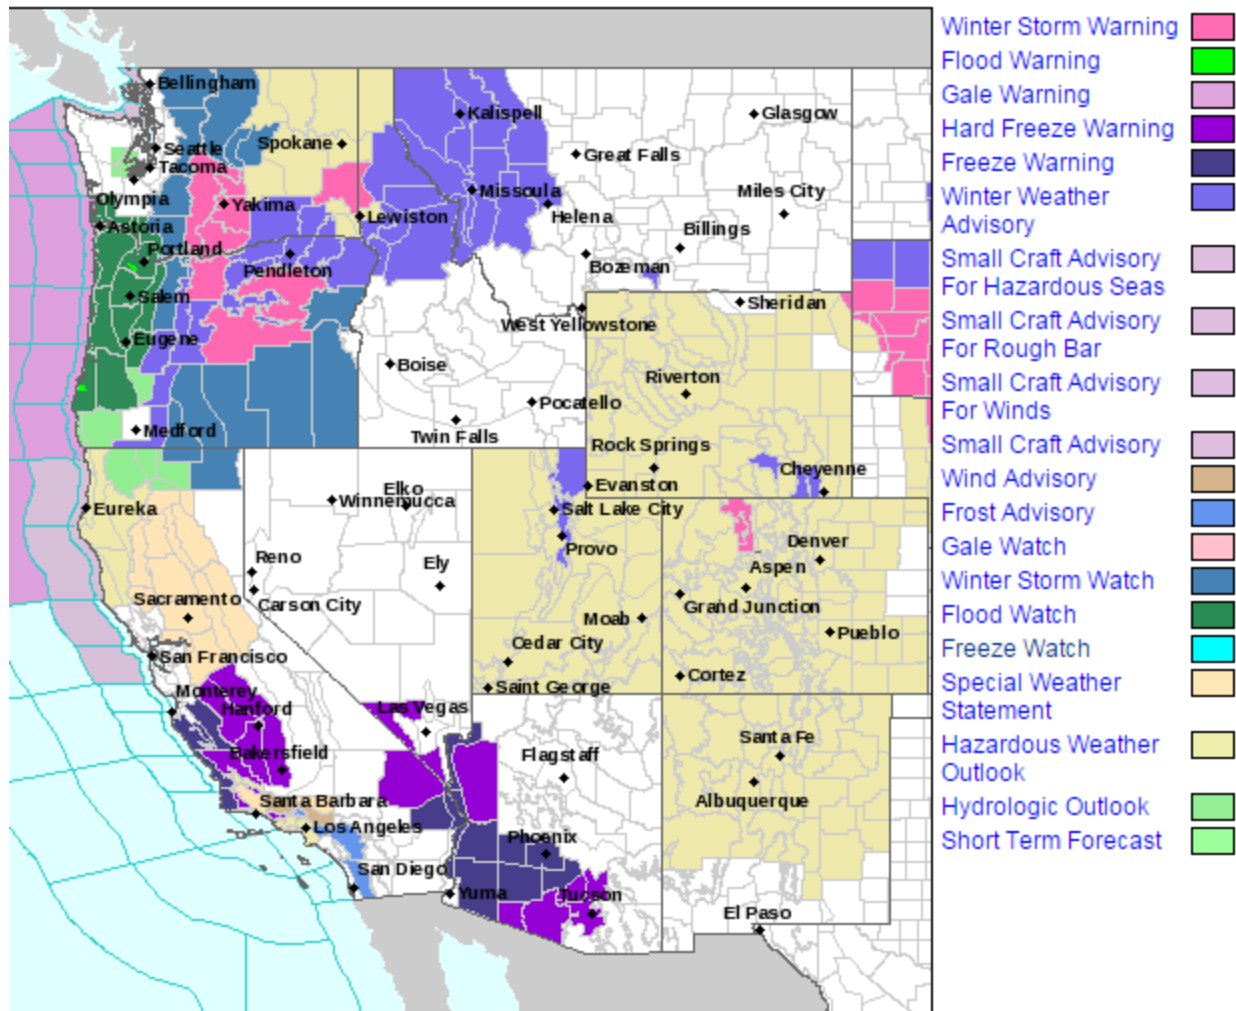 Bellingham
Kalispell
Glasgow
Seattle
Spokane
Great Falls
Tacoma
Olympia
Yakima
Missoula
Miles City
Lewiston
Helena
Astoria
Billings
Portland
Pendleton
Bozeman
Salem
Sheridan
West Yellowstone
Eugene
Boise
Riverton
Pocatello
Medford
Twin Falls
Rock Springs
Cheyenne
Elko
Evanston
Winnemucca
Eureka
Salt Lake City
Denver
Provo
Reno
Ely
Aspen
Sacramento
Carson City
Grand Junction
Moab
Pueblo
Cedar City
San Francisco
Cortez
Saint George
Monterey
Hanford
Las Vegas
Santa Fe
Bakersfield
Flagstaff
Albuquerque
Santa Barbara
Los Angeles
Phoenix
San Diego
Yuma
Tucson
El Paso
Winter Storm Warning
Flood Warning
Gale Warning
Hard Freeze Warning
Freeze Warning
Winter Weather
Advisory
Small Craft Advisory
For Hazardous Seas
Small Craft Advisory
For Rough Bar
Small Craft Advisory
For Winds
Small Craft Advisory
Wind Advisory
Frost Advisory
Gale Watch
Winter Storm Watch
Flood Watch
Freeze Watch
Special Weather
Statement
Hazardous Weather
Outlook
Hydrologic Outlook
Short Term Forecast